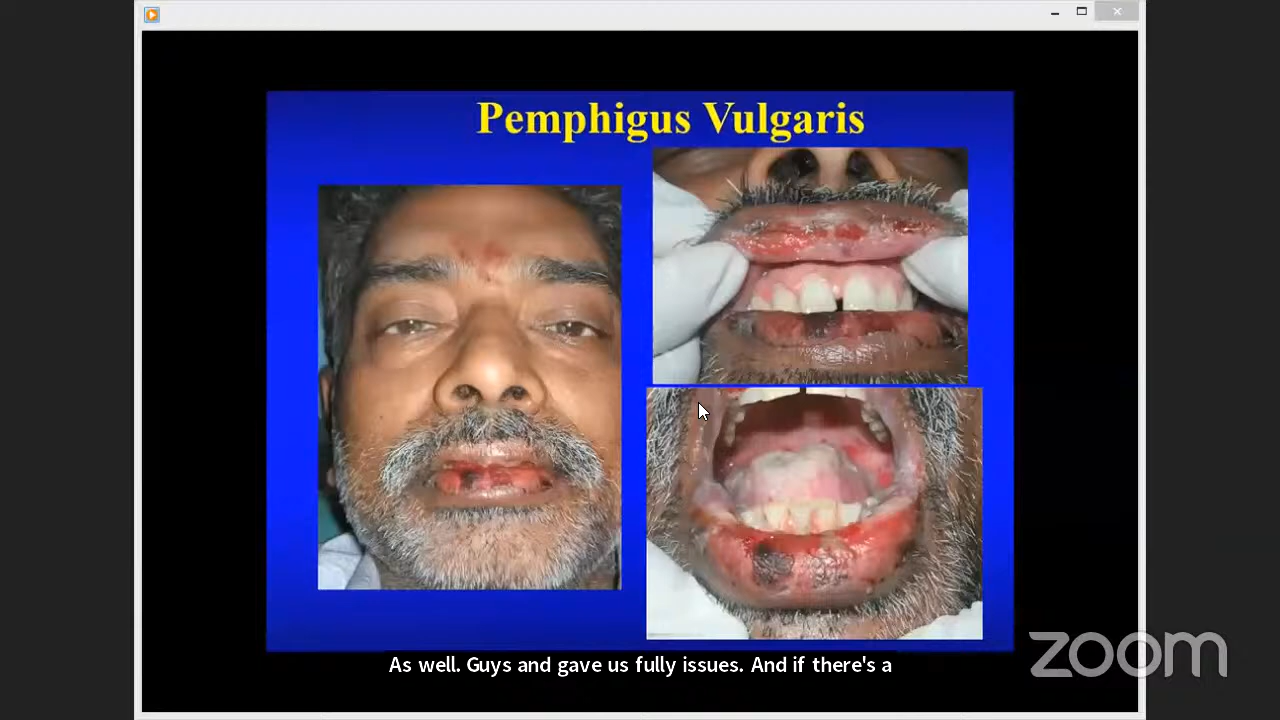 Pemphigus Vulgaris
As well. Guys and gave us fully issues. And if there's a
zoom